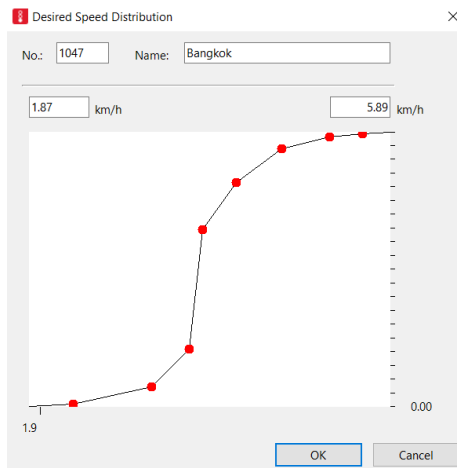 Desired Speed Distribution
No.: 1047 Name: Bangkok
1.87 km/h 5.89 km/h
0.00
1.9
OK Cancel